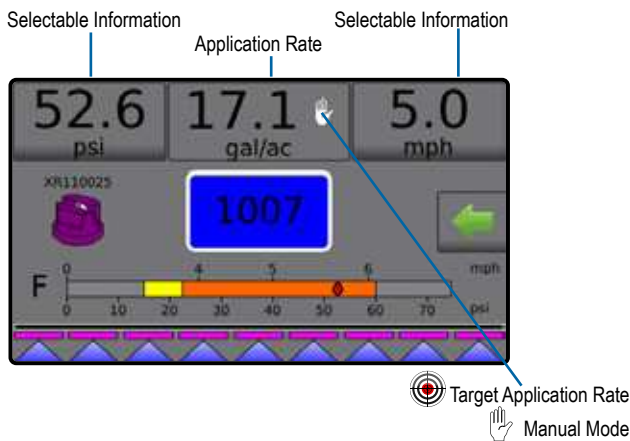 Selectable Information
Selectable Information
Application Rate
52.6
17.1
5.0
psi
gal/ac
mph
XR110025
1007
0 4 5 6 mph
F
0 10 20 30 40 50 60 70 psi
Target Application Rate
Manual Mode